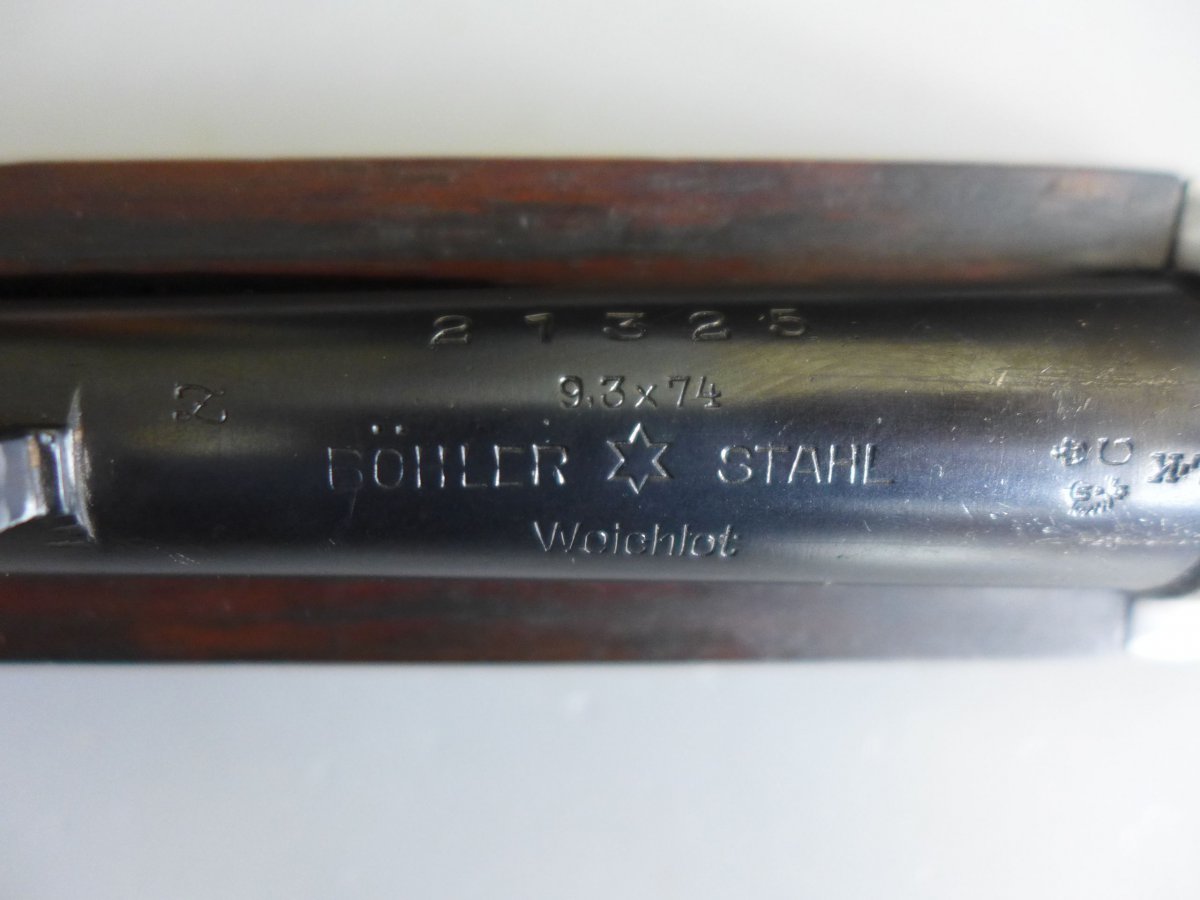 21325
Z
9,3x74
BÖHLER STAHL
Weichlot